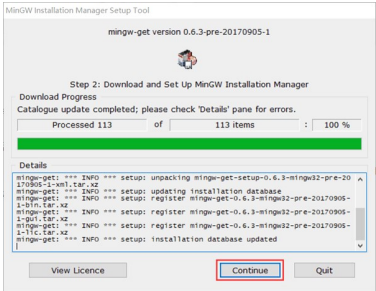 MinGW Installation Manager Setup Tool
mingw-get version 0.6.3-pre-20170905-1
Step 2: Download and Set Up MinGW Installation Manager
Download Progress
Catalogue update completed; please check 'Details' pane for errors.
Processed 113 of 113 items : 100 %
Details
mingw-get: *** INFO *** setup: unpacking mingw-get-setup-0.6.3-mingw32-pre-20
170905-1-xml.tar.xz
mingw-get: *** INFO *** setup: updating installation database
mingw-get: *** INFO *** setup: register mingw-get-0.6.3-mingw32-pre-20170905-
1-bin.tar.xz
mingw-get: *** INFO *** setup: register mingw-get-0.6.3-mingw32-pre-20170905-
1-gui.tar.xz
mingw-get: *** INFO *** setup: register mingw-get-0.6.3-mingw32-pre-20170905-
1-lic.tar.xz
mingw-get: *** INFO *** setup: installation database updated
View Licence Continue Quit